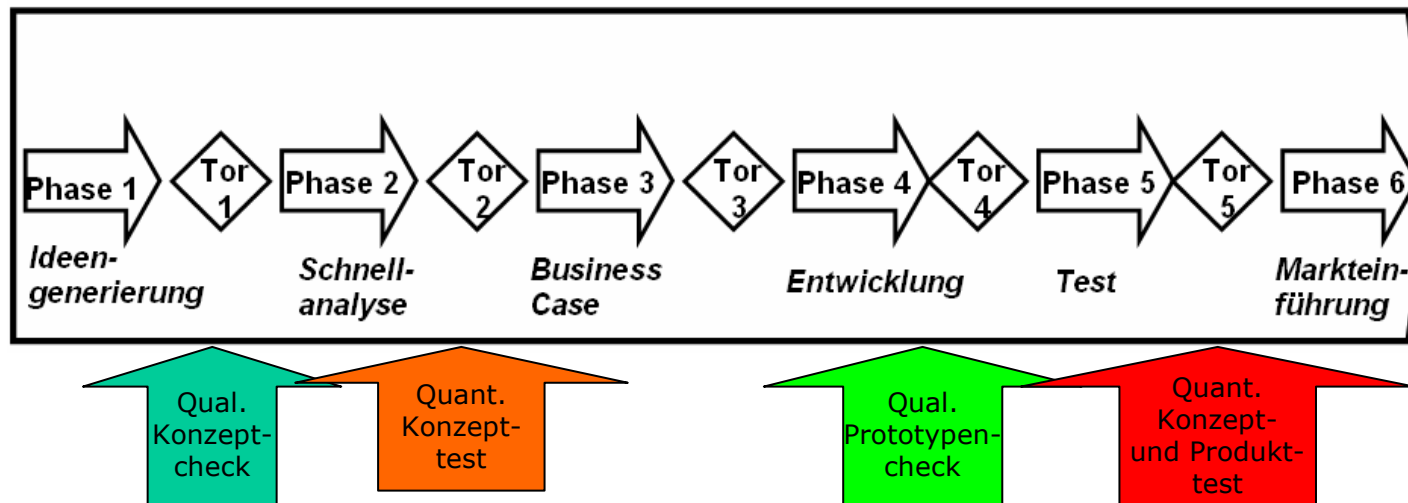 Phase 1
Tor
1
Phase 2
Tor
2
Phase 3
Tor
3
Phase 4
Tor
4
Phase 5
Tor
5
Phase 6
Ideen-
generierung
Schnell-
analyse
Business
Case
Entwicklung
Test
Marktein-
führung
Qual.
Konzept-
check
Quant.
Konzept-
test
Qual.
Prototypen-
check
Quant.
Konzept-
und Produkt-
test